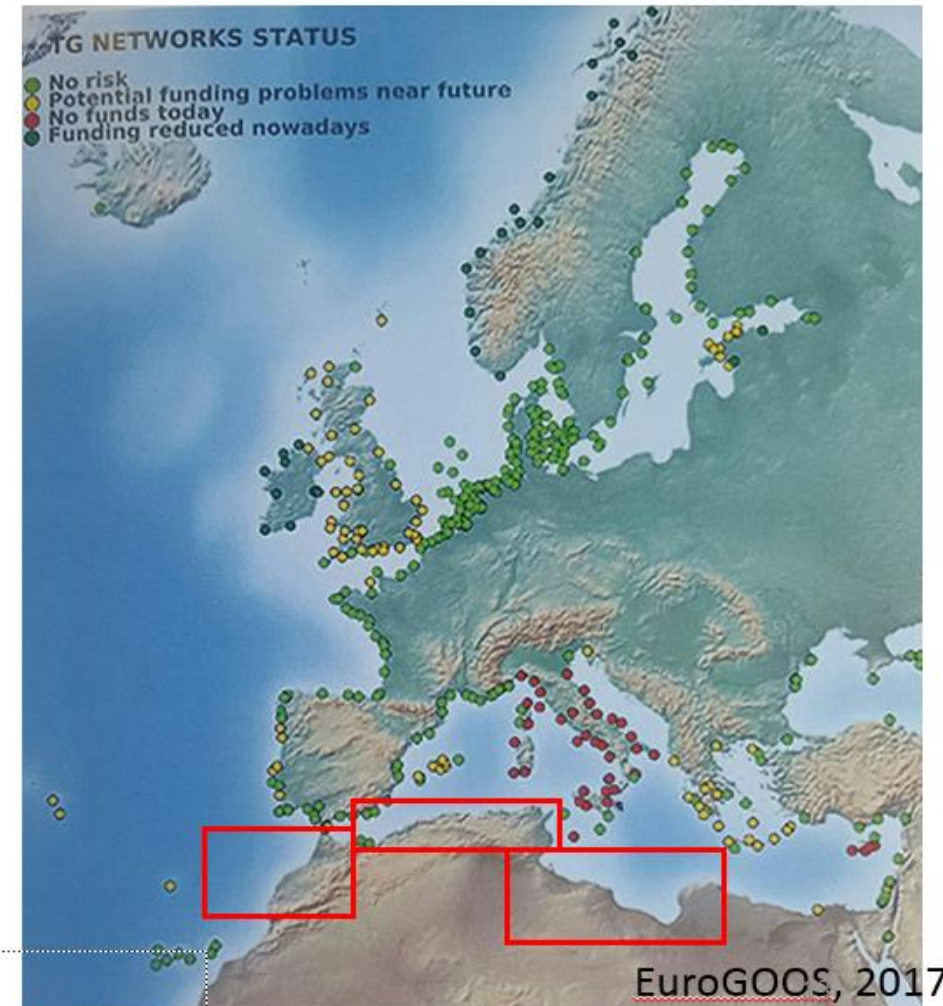 TG NETWORKS STATUS
No risk
Potential funding problems near future
No funds today
Funding reduced nowadays
EuroGOOS, 2017